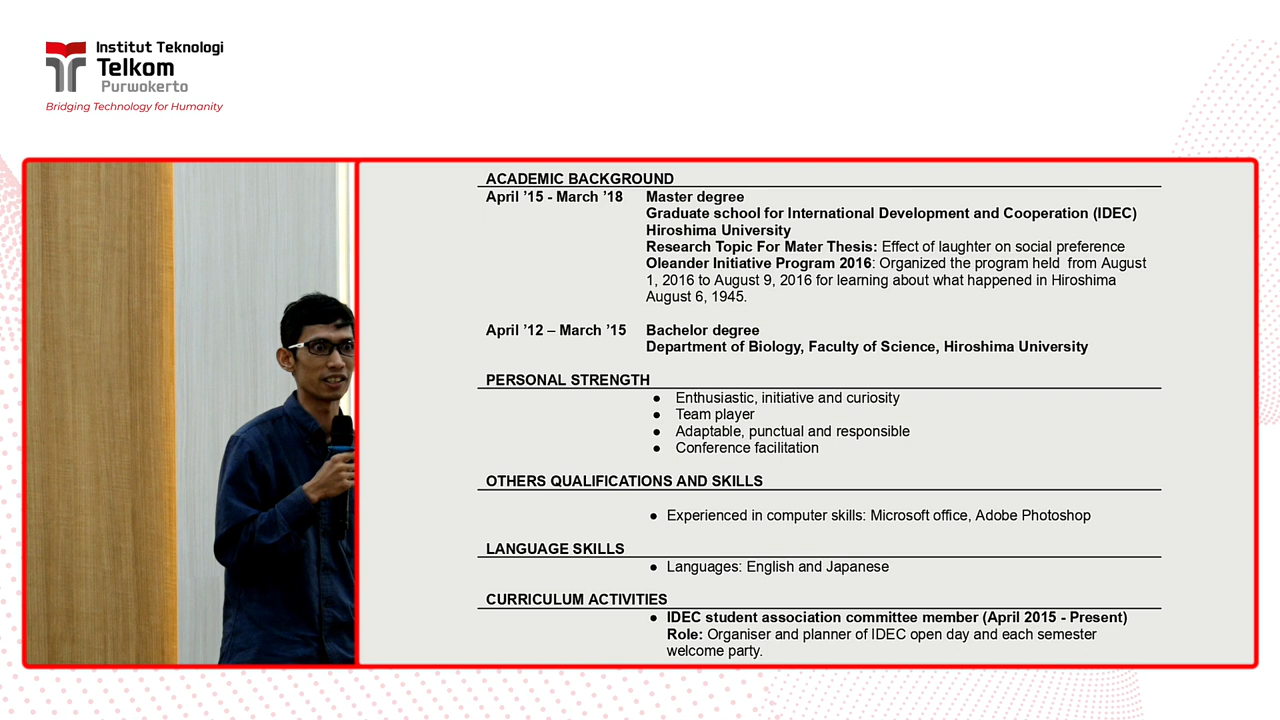 Institut Teknologi
Telkom
Purwokerto
Bridging Technology for Humanity
ACADEMIC BACKGROUND
April ’15 - March ’18 Master degree
Graduate school for International Development and Cooperation (IDEC)
Hiroshima University
Research Topic For Mater Thesis: Effect of laughter on social preference
Oleander Initiative Program 2016: Organized the program held from August
1, 2016 to August 9, 2016 for learning about what happened in Hiroshima
August 6, 1945.
April ’12 – March ’15 Bachelor degree
Department of Biology, Faculty of Science, Hiroshima University
PERSONAL STRENGTH
● Enthusiastic, initiative and curiosity
● Team player
● Adaptable, punctual and responsible
● Conference facilitation
OTHERS QUALIFICATIONS AND SKILLS
● Experienced in computer skills: Microsoft office, Adobe Photoshop
LANGUAGE SKILLS
● Languages: English and Japanese
CURRICULUM ACTIVITIES
● IDEC student association committee member (April 2015 - Present)
Role: Organiser and planner of IDEC open day and each semester
welcome party.